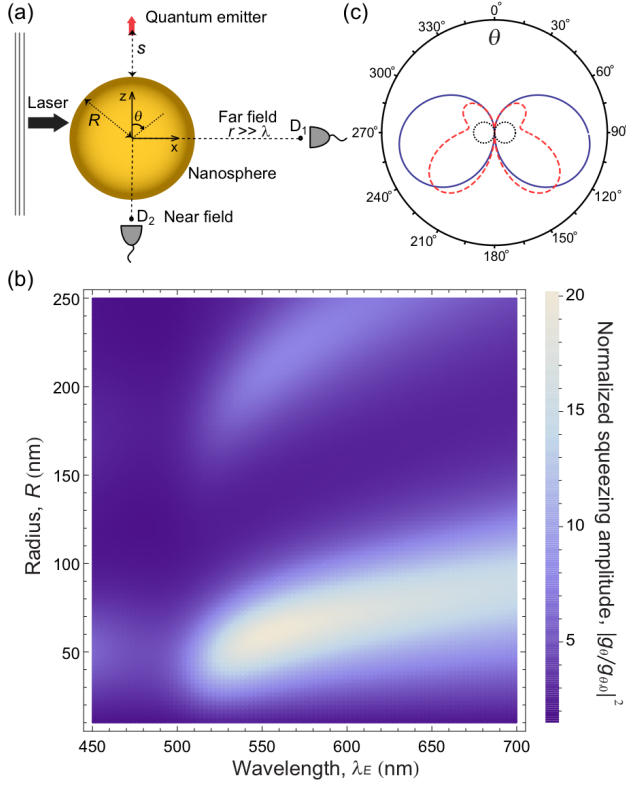 (a)
Quantum emitter
s
Laser
R
z
θ
x
Far field
r >> λ
D1
Nanosphere
D2 Near field
(c)
0°
θ
30°
60°
90°
120°
150°
180°
210°
240°
270°
300°
330°
(b)
250
200
150
100
50
450 500 550 600 650 700
Radius, R (nm)
Wavelength, λE (nm)
20
15
10
5
Normalized squeezing amplitude, |gθ/gθ,0|²